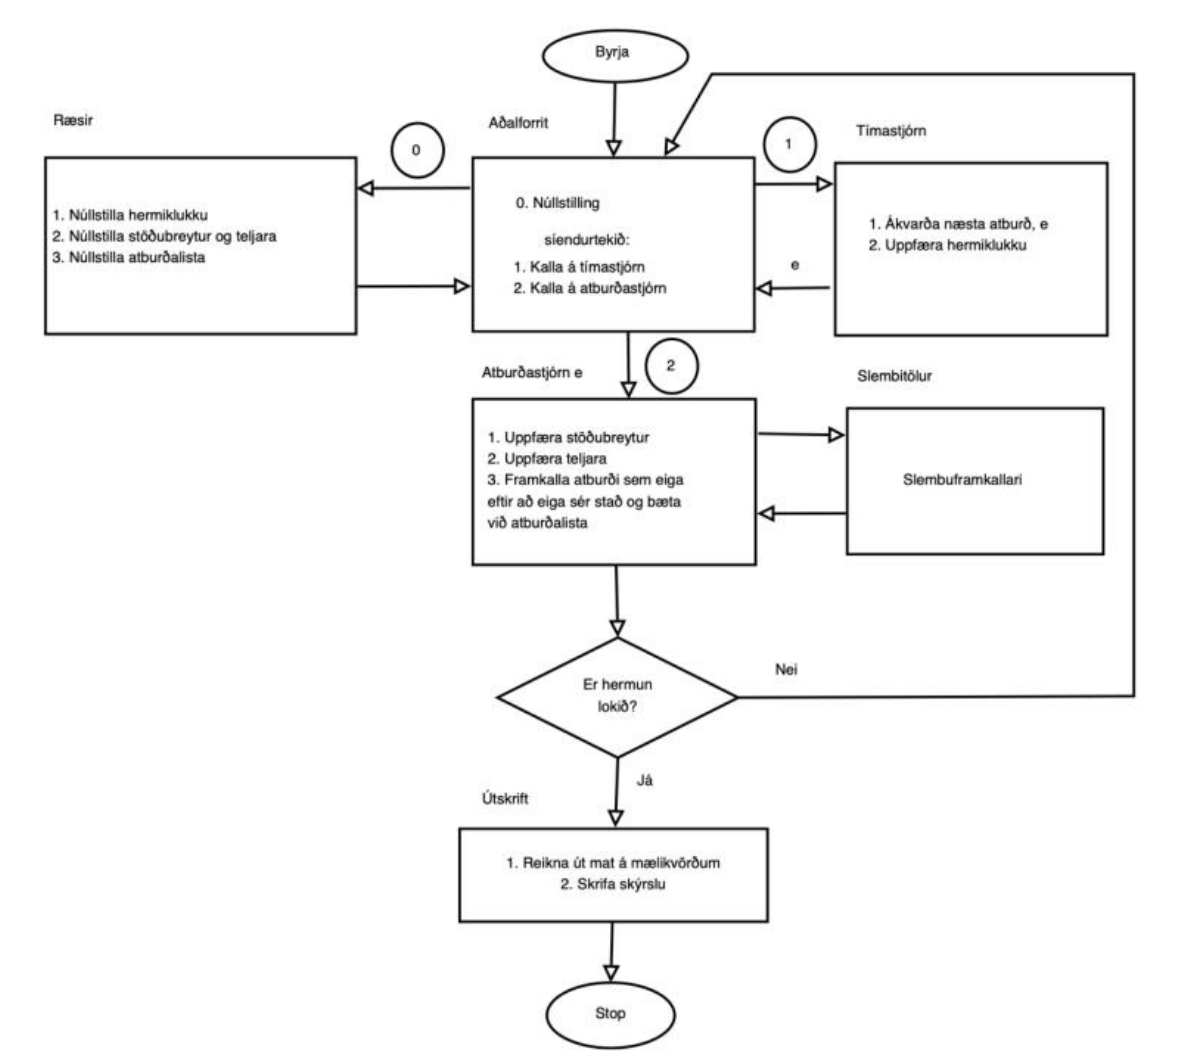 Byrja
Ræsir
0
Aðalforrit
1
Tímastjórn
1. Núllstilla hermiklukku
2. Núllstilla stöðubreytur og teljara
3. Núllstilla atburðalista
0. Núllstilling
síendurtekið:
1. Kalla á tímastjórn
2. Kalla á atburðastjórn
1. Ákvarða næsta atburð, e
2. Uppfæra hermiklukku
e
Atburðastjórn e
2
Slembitölur
1. Uppfæra stöðubreytur
2. Uppfæra teljara
3. Framkalla atburði sem eiga
eftir að eiga sér stað og bæta
við atburðalista
Slembuframkallari
Er hermun
lokið?
Nei
Já
Útskrift
1. Reikna út mat á mælikvörðum
2. Skrifa skýrslu
Stop